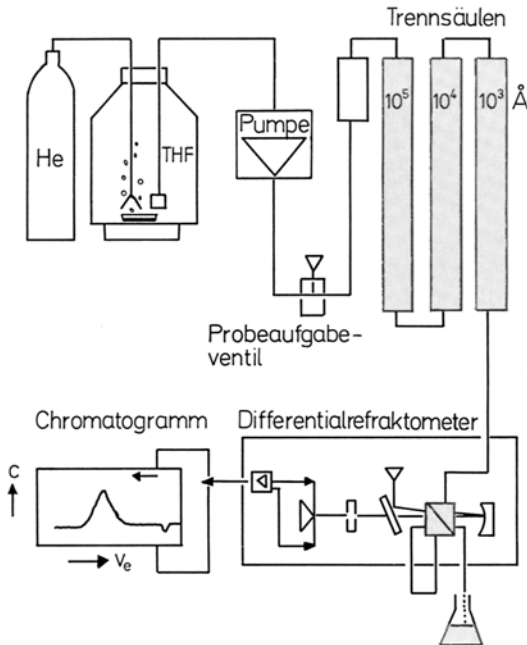 Trennsäulen
10⁵
10⁴
10³ Å
He
THF
Pumpe
Probeaufgabe-
ventil
Chromatogramm
Differentialrefraktometer
c
Vₑ